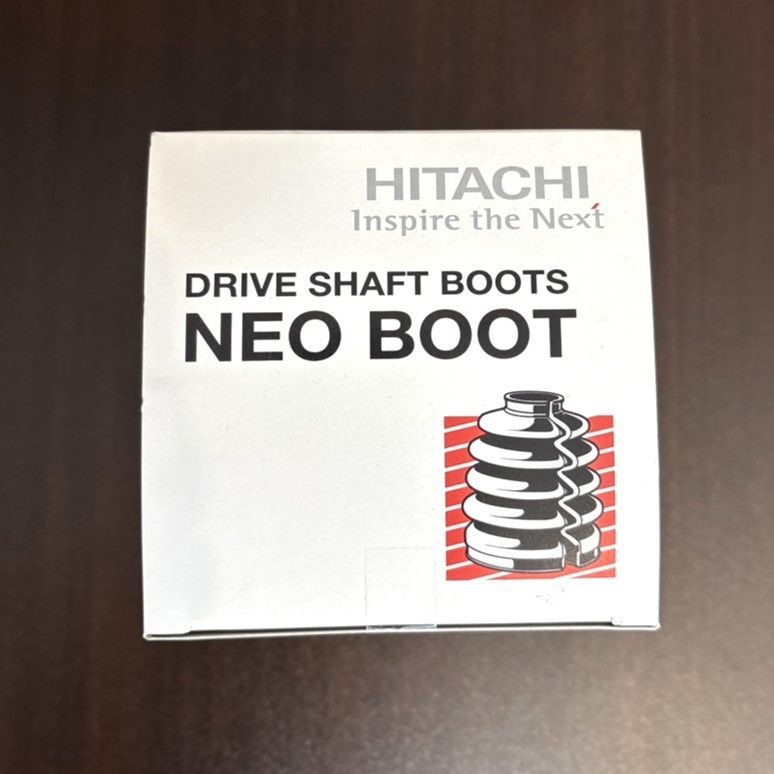 HITACHI
Inspire the Next
DRIVE SHAFT BOOTS
NEO BOOT